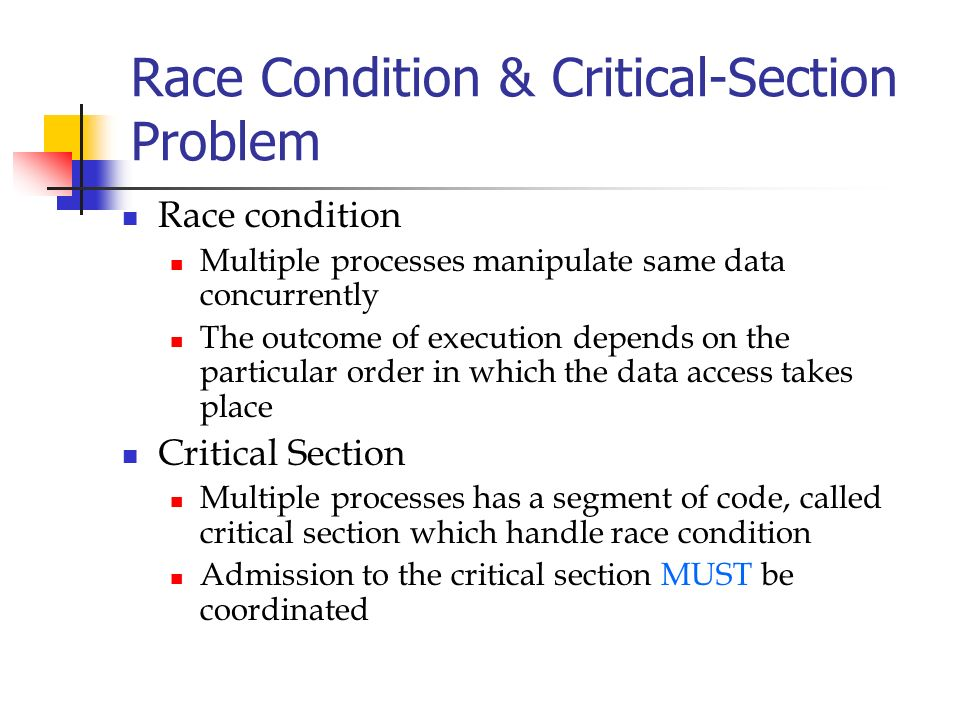 Race Condition & Critical-Section
Problem
Race condition
Multiple processes manipulate same data
concurrently
The outcome of execution depends on the
particular order in which the data access takes
place
Critical Section
Multiple processes has a segment of code, called
critical section which handle race condition
Admission to the critical section MUST be
coordinated